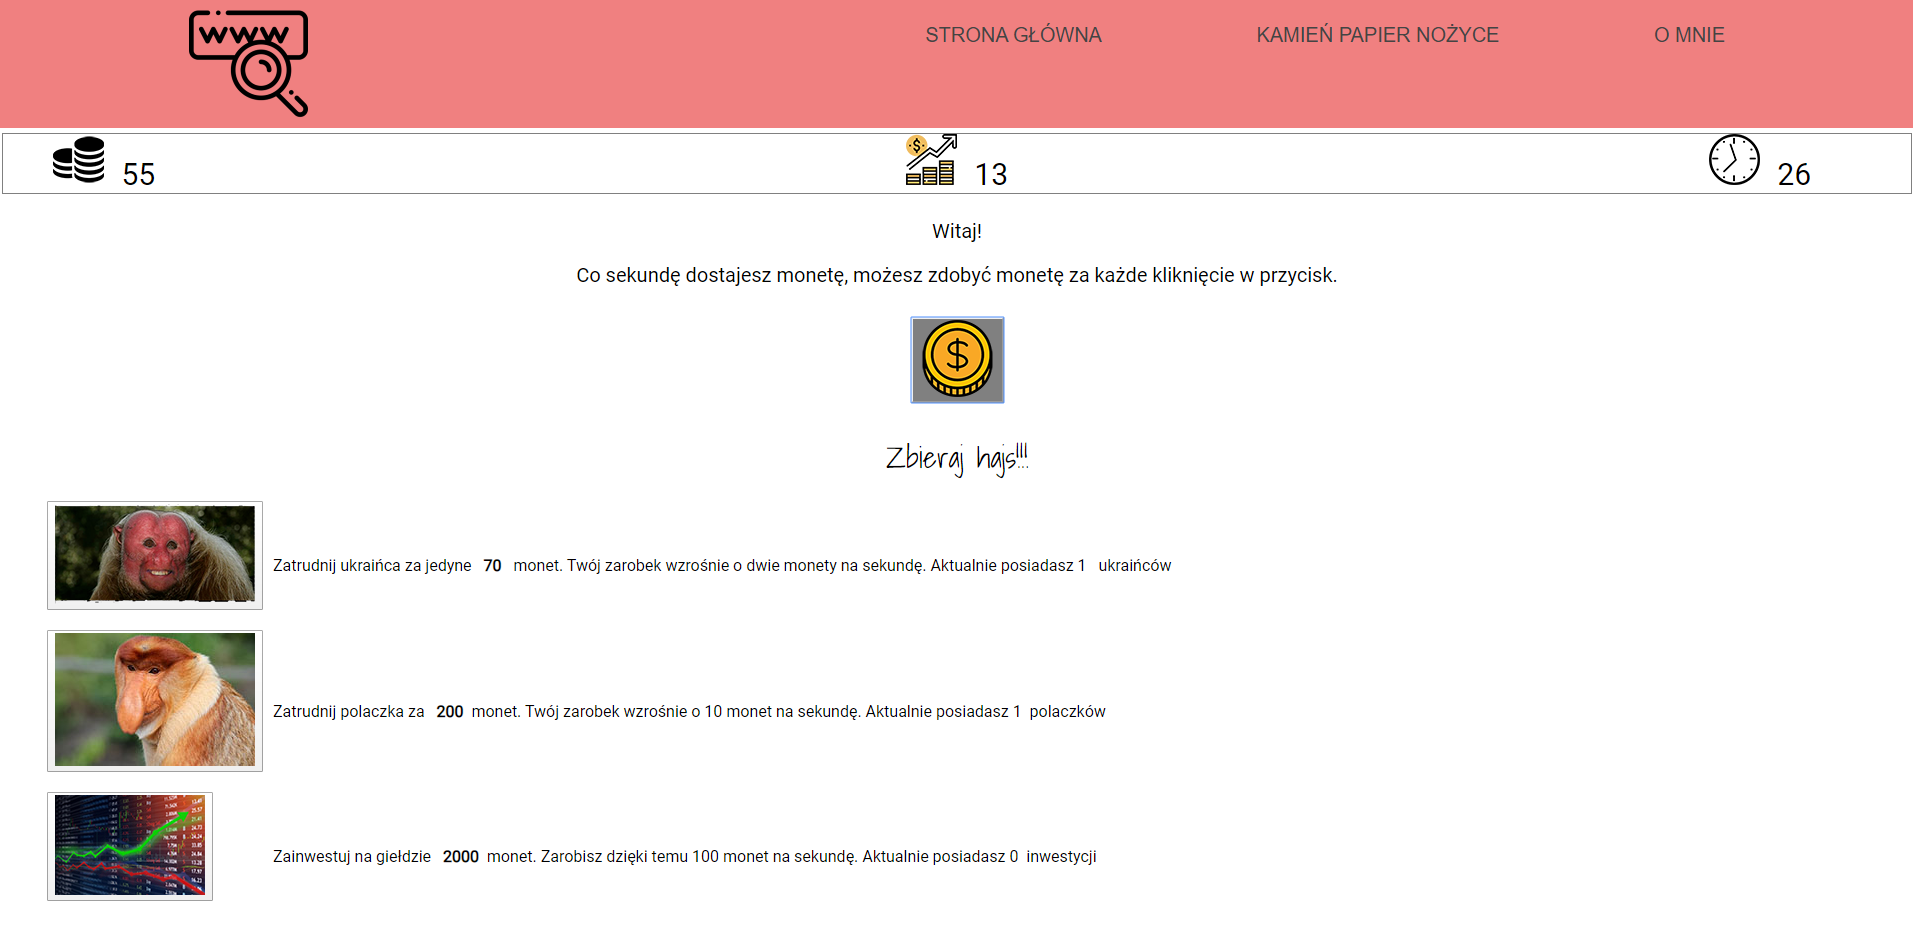 www
STRONA GŁÓWNA
KAMIEŃ PAPIER NOŻYCE
O MNIE
55
13
26
Witaj!
Co sekundę dostajesz monetę, możesz zdobyć monetę za każde kliknięcie w przycisk.
$
Zbieraj hajs!!!
Zatrudnij ukraińca za jedyne 70 monet. Twój zarobek wzrośnie o dwie monety na sekundę. Aktualnie posiadasz 1 ukraińców
Zatrudnij polaczka za 200 monet. Twój zarobek wzrośnie o 10 monet na sekundę. Aktualnie posiadasz 1 polaczków
Zainwestuj na giełdzie 2000 monet. Zarobisz dzięki temu 100 monet na sekundę. Aktualnie posiadasz 0 inwestycji